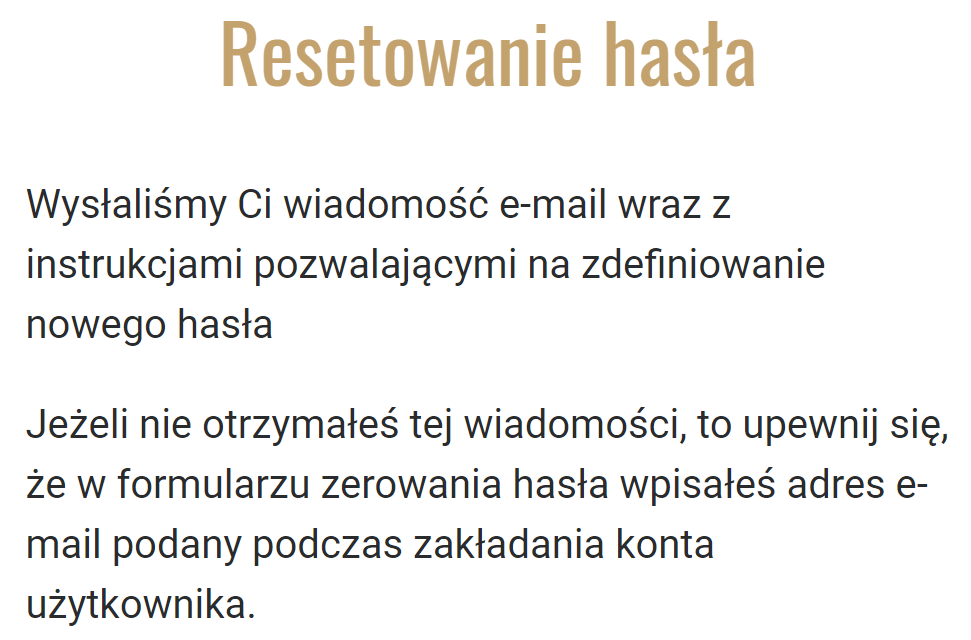 Resetowanie hasła
Wysłaliśmy Ci wiadomość e-mail wraz z
instrukcjami pozwalającymi na zdefiniowanie
nowego hasła
Jeżeli nie otrzymałeś tej wiadomości, to upewnij się,
że w formularzu zerowania hasła wpisałeś adres e-
mail podany podczas zakładania konta
użytkownika.